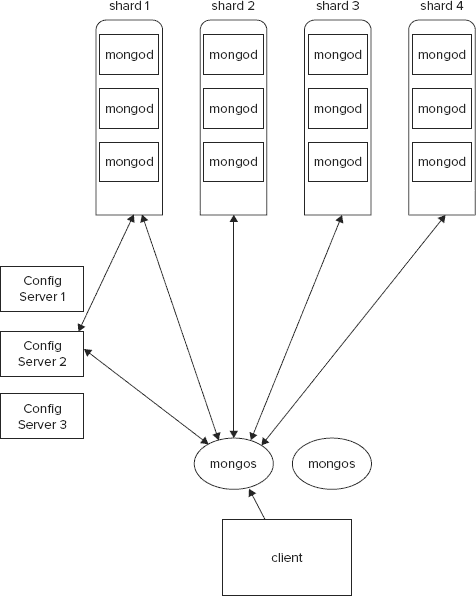 shard 1 shard 2 shard 3 shard 4
mongod mongod mongod mongod
mongod mongod mongod mongod
mongod mongod mongod mongod
Config
Server 1
Config
Server 2
Config
Server 3
mongos mongos
client